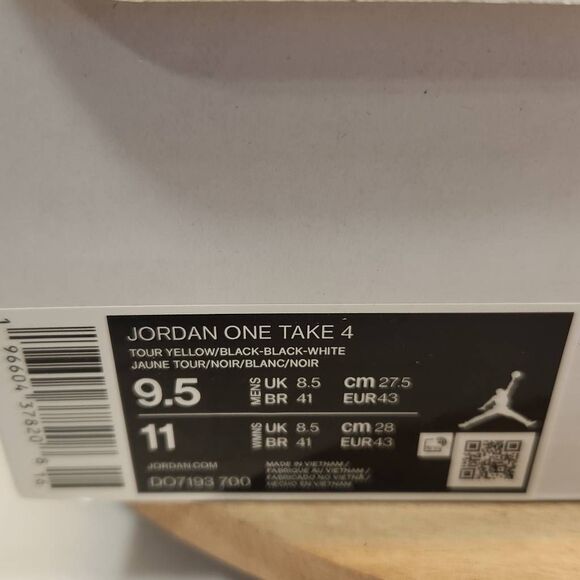 JORDAN ONE TAKE 4
TOUR YELLOW/BLACK-BLACK-WHITE
JAUNE TOUR/NOIR/BLANC/NOIR
9.5 MENS UK 8.5 cm 27.5
BR 41 EUR 43
11 WMNS UK 8.5 cm 28
BR 41 EUR 43
JORDAN.COM
DO7193 700
MADE IN VIETNAM/
FABRIQUE AU VIETNAM/
FABRICADO NO VIETNÃ/
HECHO EN VIETNAM